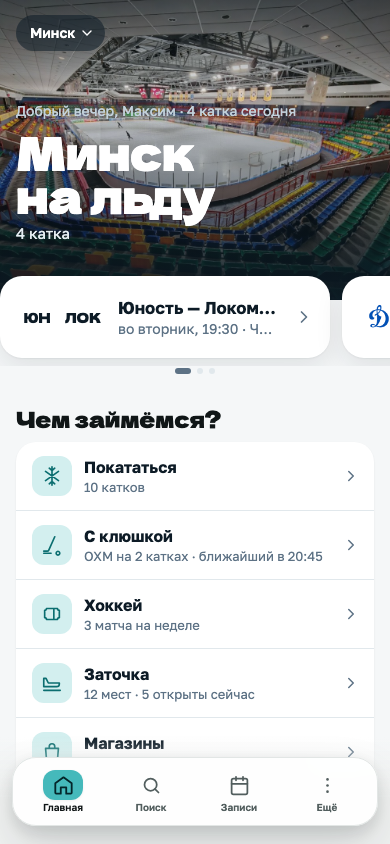 Минск
Добрый вечер, Максим · 4 катка сегодня
Минск
на льду
4 катка
ЮН ЛОК Юность — Локом...
во вторник, 19:30 · Ч...
Чем займёмся?
Покататься
10 катков
С клюшкой
ОХМ на 2 катках · ближайший в 20:45
Хоккей
3 матча на неделе
Заточка
12 мест · 5 открыты сейчас
Магазины
Главная
Поиск
Записи
Ещё